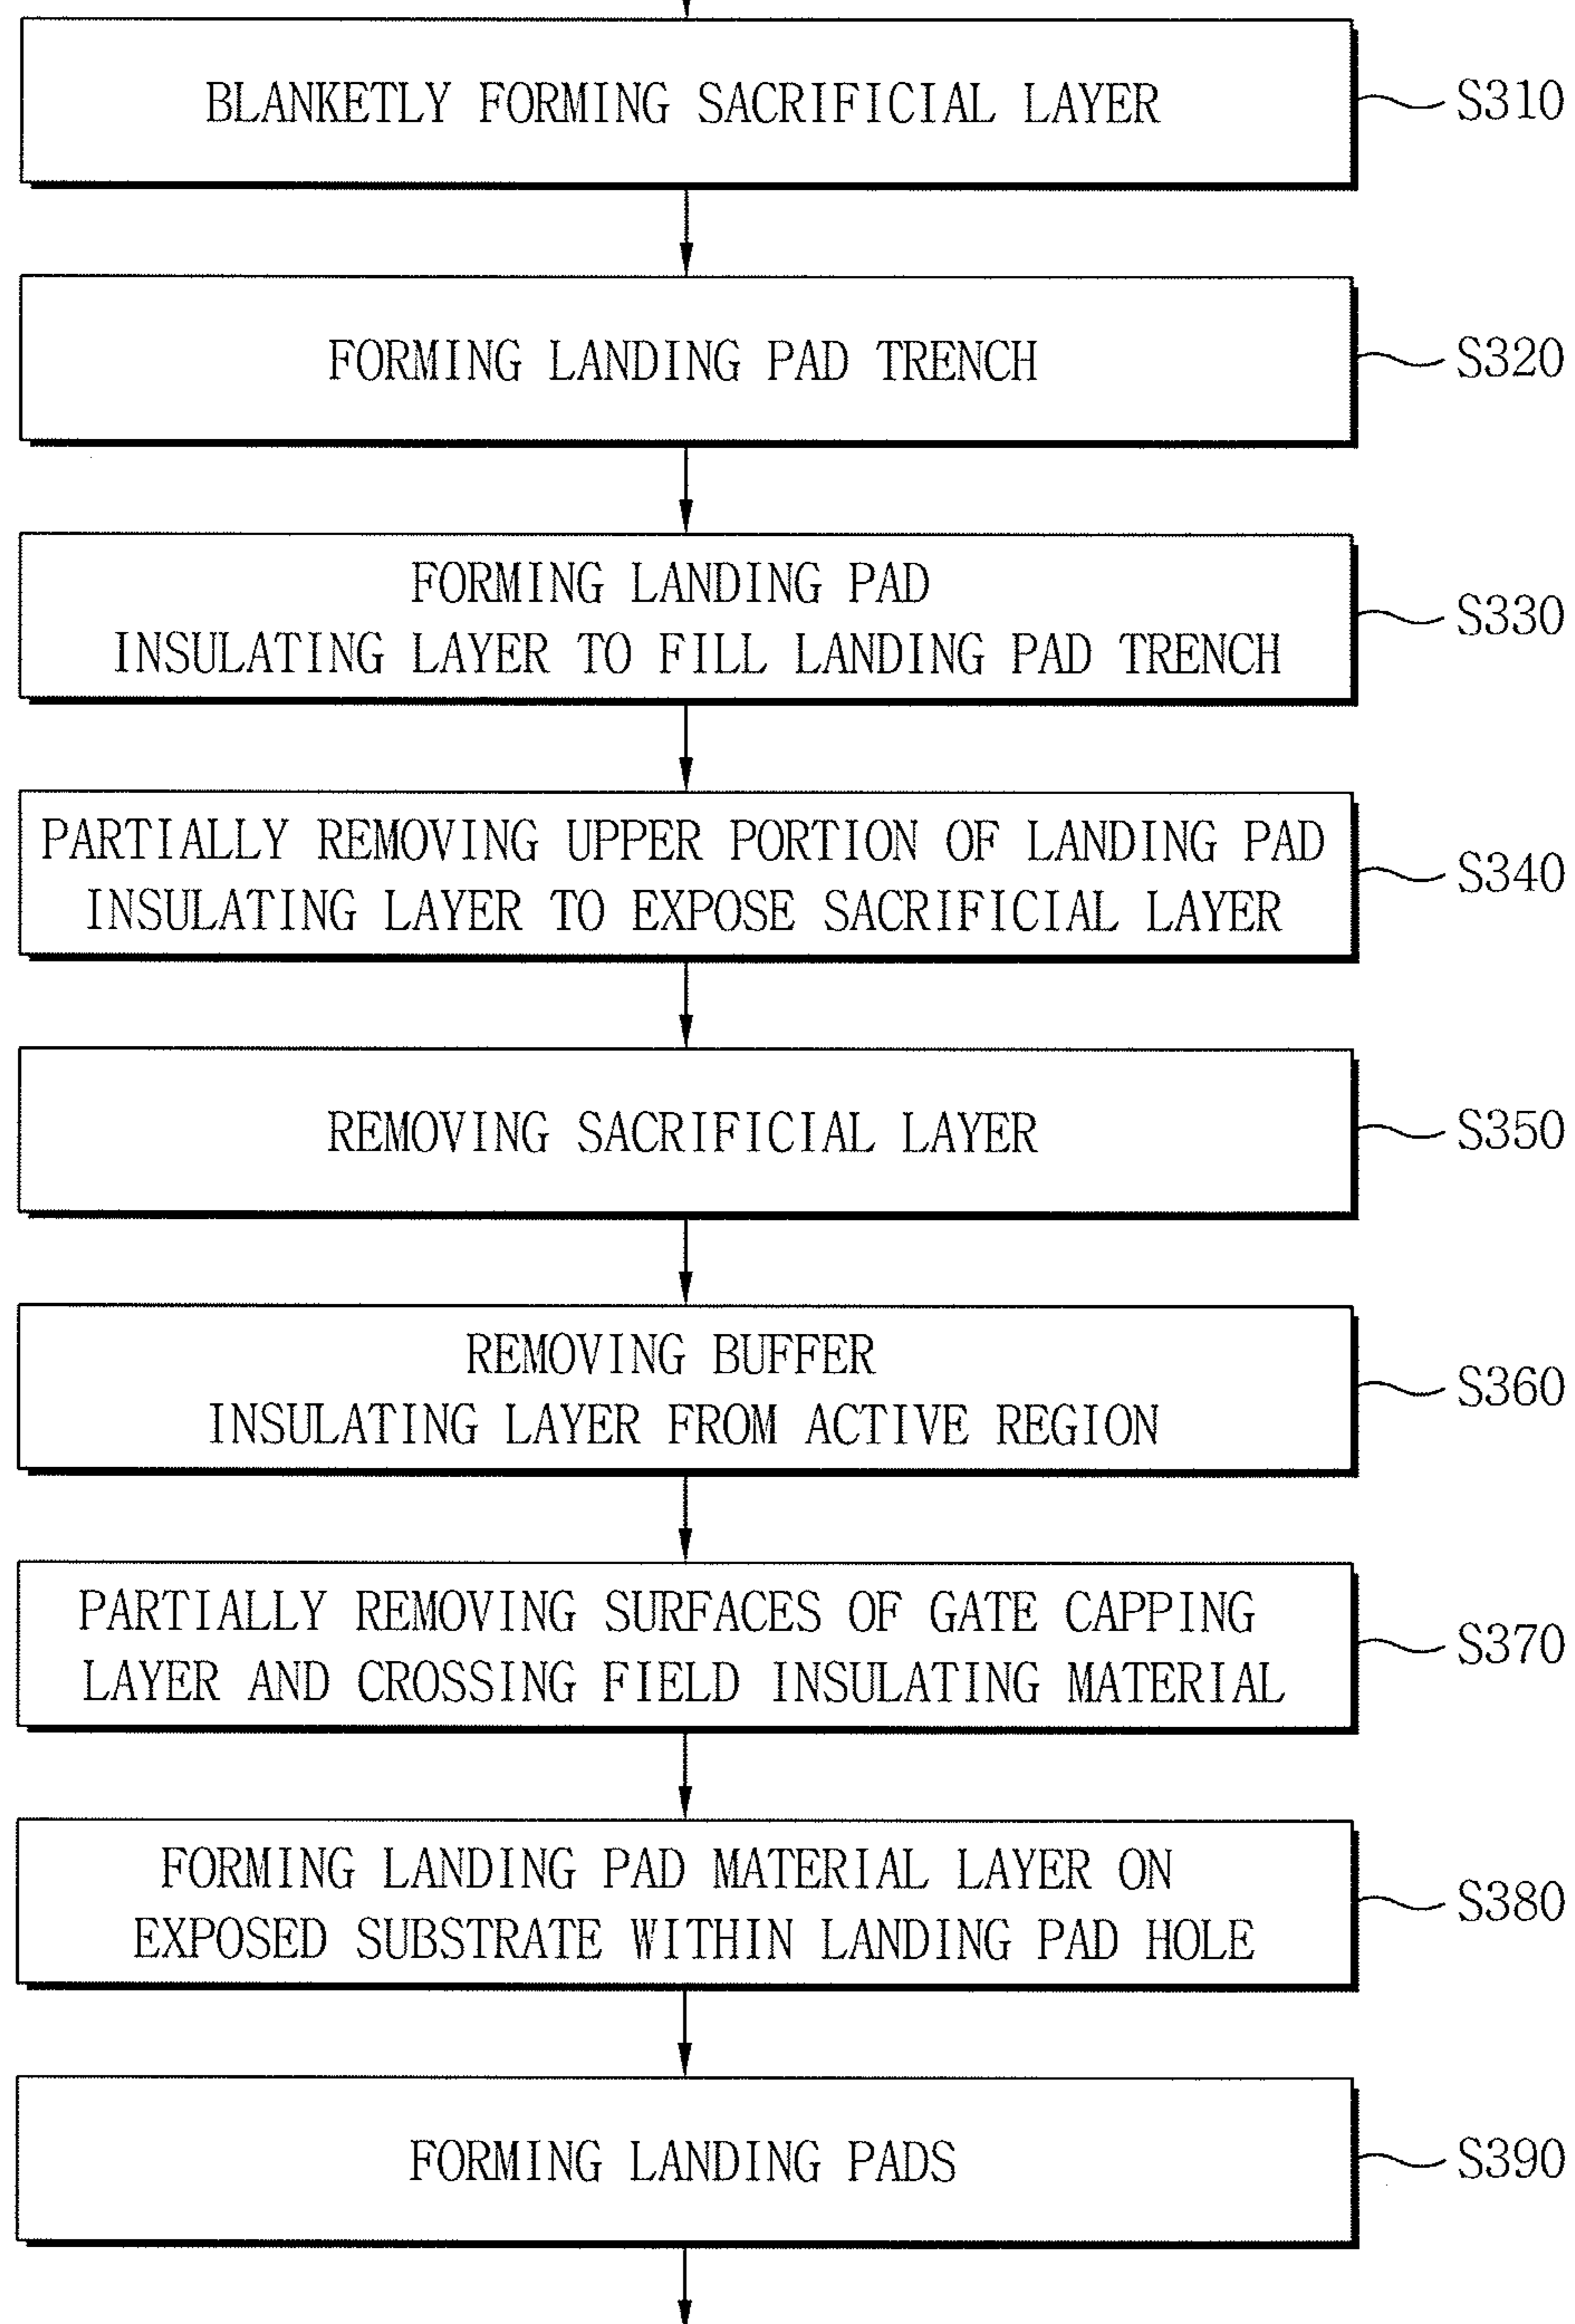 BLANKETLY FORMING SACRIFICIAL LAYER
S310
FORMING LANDING PAD TRENCH
S320
FORMING LANDING PAD
INSULATING LAYER TO FILL LANDING PAD TRENCH
S330
PARTIALLY REMOVING UPPER PORTION OF LANDING PAD
INSULATING LAYER TO EXPOSE SACRIFICIAL LAYER
S340
REMOVING SACRIFICIAL LAYER
S350
REMOVING BUFFER
INSULATING LAYER FROM ACTIVE REGION
S360
PARTIALLY REMOVING SURFACES OF GATE CAPPING
LAYER AND CROSSING FIELD INSULATING MATERIAL
S370
FORMING LANDING PAD MATERIAL LAYER ON
EXPOSED SUBSTRATE WITHIN LANDING PAD HOLE
S380
FORMING LANDING PADS
S390